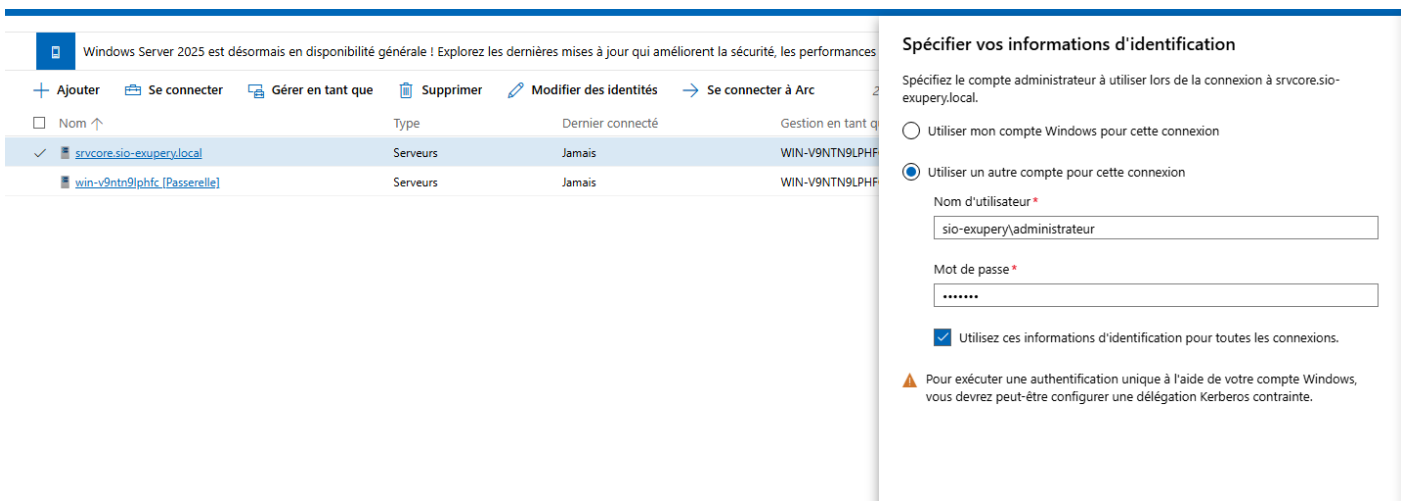 Windows Server 2025 est désormais en disponibilité générale ! Explorez les dernières mises à jour qui améliorent la sécurité, les performances
Ajouter Se connecter Gérer en tant que Supprimer Modifier des identités Se connecter à Arc
Nom Type Dernier connecté Gestion en tant
srvcore.sio-exupery.local Serveurs Jamais WIN-V9NTN9LPHF
win-v9ntn9lphfc [Passerelle] Serveurs Jamais WIN-V9NTN9LPHF
Spécifier vos informations d'identification
Spécifiez le compte administrateur à utiliser lors de la connexion à srvcore.sio-
exupery.local.
Utiliser mon compte Windows pour cette connexion
Utiliser un autre compte pour cette connexion
Nom d'utilisateur *
sio-exupery\administrateur
Mot de passe *
•••••••
Utilisez ces informations d'identification pour toutes les connexions.
Pour exécuter une authentification unique à l'aide de votre compte Windows,
vous devrez peut-être configurer une délégation Kerberos contrainte.